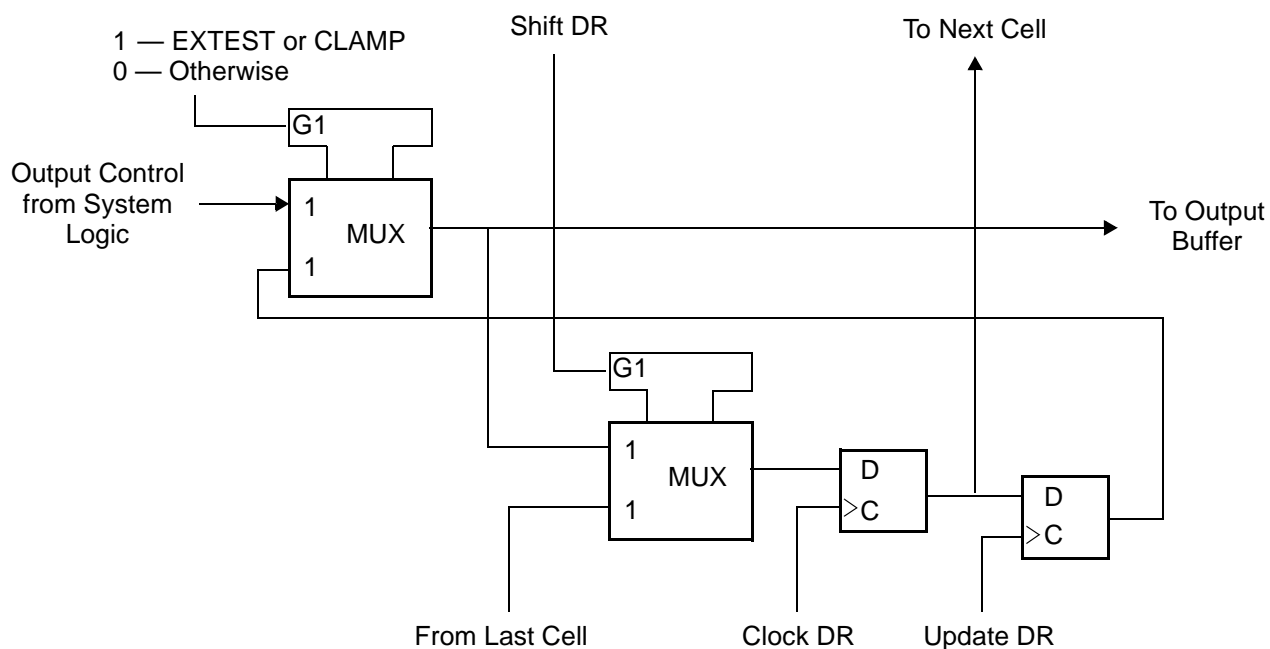 1 — EXTEST or CLAMP
0 — Otherwise
Shift DR
To Next Cell
G1
Output Control
from System
Logic
1
MUX
1
To Output
Buffer
G1
1
MUX
1
D
C
D
C
From Last Cell
Clock DR
Update DR